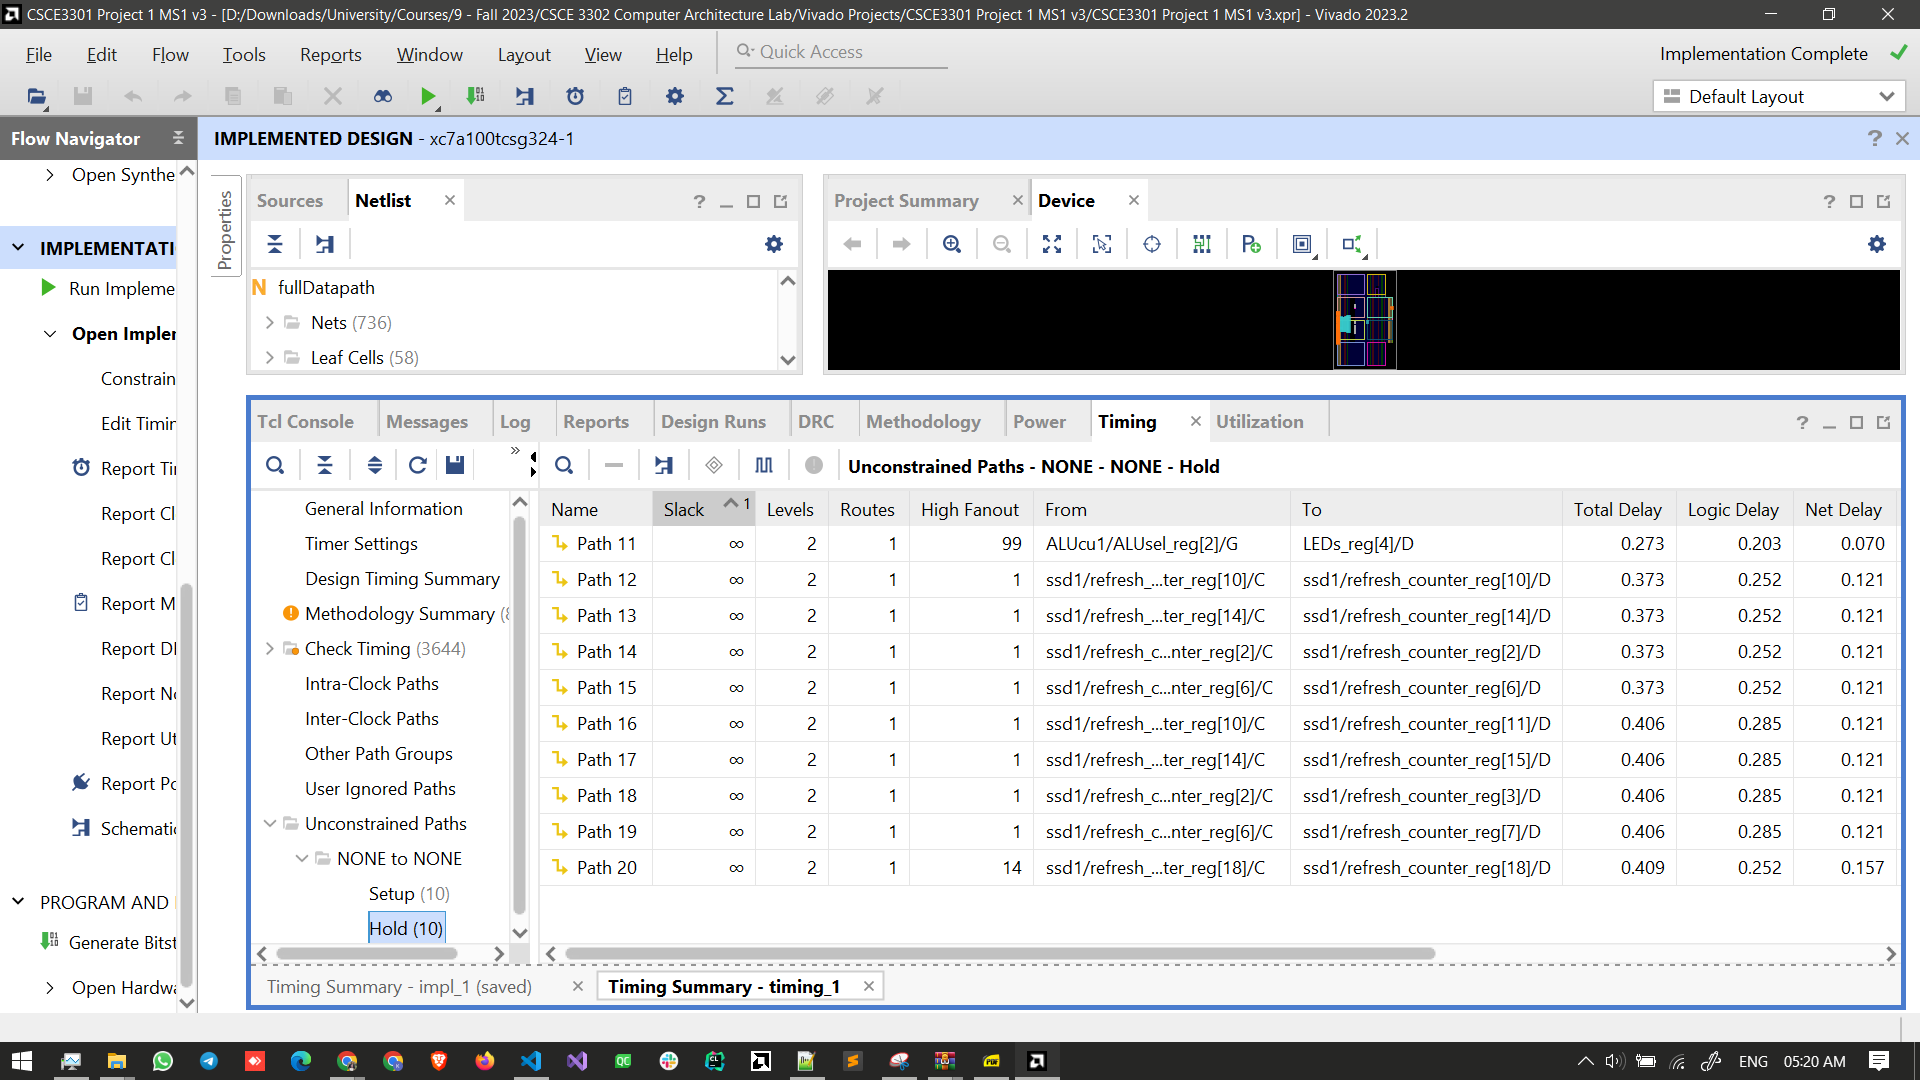 CSCE3301 Project 1 MS1 v3 - [D:/Downloads/University/Courses/9 - Fall 2023/CSCE 3302 Computer Architecture Lab/Vivado Projects/CSCE3301 Project 1 MS1 v3/CSCE3301 Project 1 MS1 v3.xpr] - Vivado 2023.2
File Edit Flow Tools Reports Window Layout View Help Quick Access Implementation Complete
Default Layout
Flow Navigator IMPLEMENTED DESIGN - xc7a100tcsg324-1
Open Synthe
IMPLEMENTATI
Run Impleme
Open Impler
Constrain
Edit Timir
Report Ti
Report Cl
Report Cl
Report M
Report DI
Report No
Report Ut
Report Po
Schematic
PROGRAM AND
Generate Bitst
Open Hardwa
Properties
Sources Netlist
fullDatapath
Nets (736)
Leaf Cells (58)
Project Summary Device
Tcl Console Messages Log Reports Design Runs DRC Methodology Power Timing Utilization
Unconstrained Paths - NONE - NONE - Hold
General Information
Timer Settings
Design Timing Summary
Methodology Summary
Check Timing (3644)
Intra-Clock Paths
Inter-Clock Paths
Other Path Groups
User Ignored Paths
Unconstrained Paths
NONE to NONE
Setup (10)
Hold (10)
Name Slack 1 Levels Routes High Fanout From To Total Delay Logic Delay Net Delay
Path 11 ∞ 2 1 99 ALUcu1/ALUsel_reg[2]/G LEDs_reg[4]/D 0.273 0.203 0.070
Path 12 ∞ 2 1 1 ssd1/refresh_...ter_reg[10]/C ssd1/refresh_counter_reg[10]/D 0.373 0.252 0.121
Path 13 ∞ 2 1 1 ssd1/refresh_...ter_reg[14]/C ssd1/refresh_counter_reg[14]/D 0.373 0.252 0.121
Path 14 ∞ 2 1 1 ssd1/refresh_c...nter_reg[2]/C ssd1/refresh_counter_reg[2]/D 0.373 0.252 0.121
Path 15 ∞ 2 1 1 ssd1/refresh_c...nter_reg[6]/C ssd1/refresh_counter_reg[6]/D 0.373 0.252 0.121
Path 16 ∞ 2 1 1 ssd1/refresh_...ter_reg[10]/C ssd1/refresh_counter_reg[11]/D 0.406 0.285 0.121
Path 17 ∞ 2 1 1 ssd1/refresh_...ter_reg[14]/C ssd1/refresh_counter_reg[15]/D 0.406 0.285 0.121
Path 18 ∞ 2 1 1 ssd1/refresh_c...nter_reg[2]/C ssd1/refresh_counter_reg[3]/D 0.406 0.285 0.121
Path 19 ∞ 2 1 1 ssd1/refresh_c...nter_reg[6]/C ssd1/refresh_counter_reg[7]/D 0.406 0.285 0.121
Path 20 ∞ 2 1 14 ssd1/refresh_...ter_reg[18]/C ssd1/refresh_counter_reg[18]/D 0.409 0.252 0.157
Timing Summary - impl_1 (saved) Timing Summary - timing_1
ENG 05:20 AM